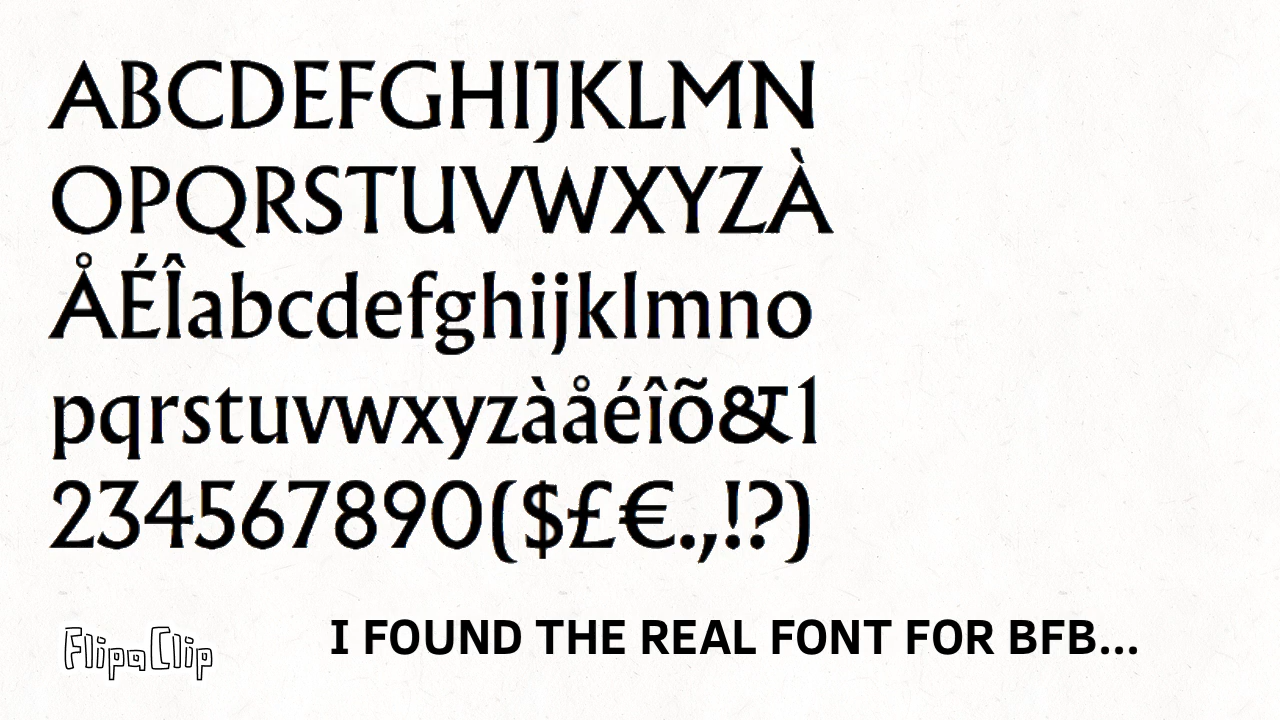 ABCDEFGHIJKLMN
OPQRSTUVWXYZÀ
ÅÉÎabcdefghijklmno
pqrstuvwxyzàåéîõ&1
234567890($£€.,!?)
FlipaClip
I FOUND THE REAL FONT FOR BFB...